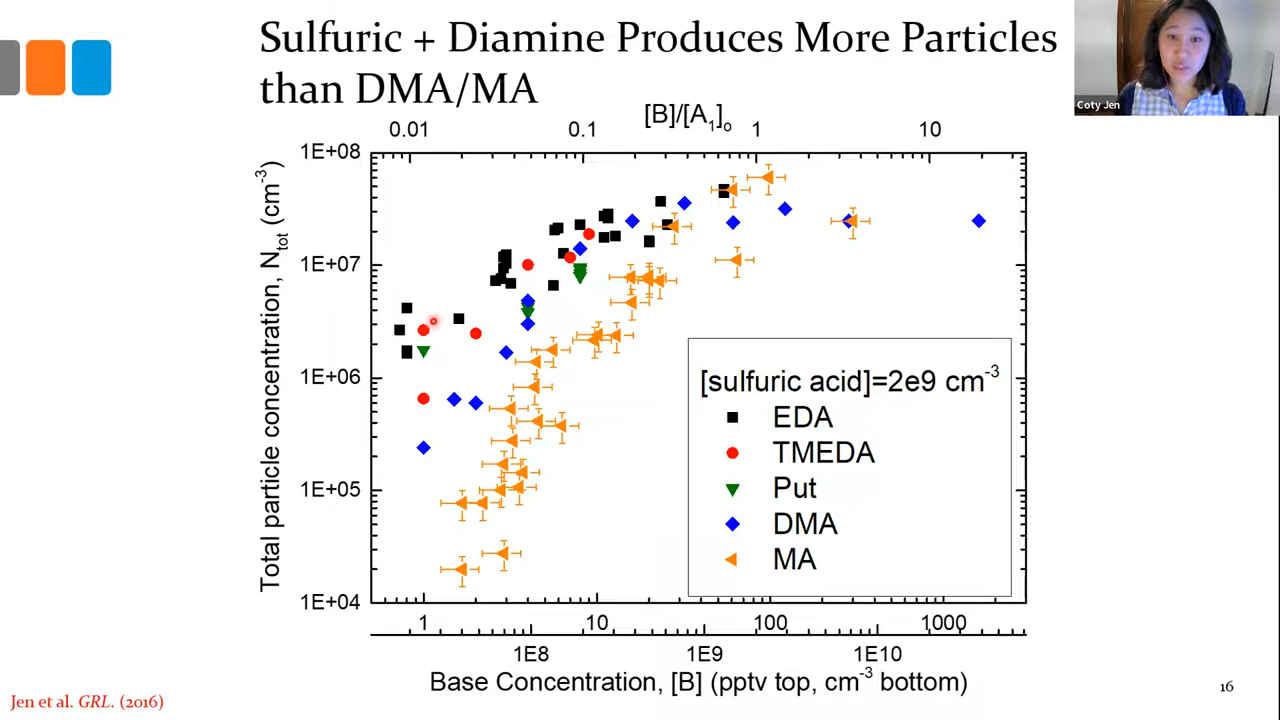 Sulfuric + Diamine Produces More Particles
than DMA/MA
Coty Jen
[B]/[A₁]ₒ
0.01 0.1 1 10
Total particle concentration, Nₜₒₜ (cm⁻³)
1E+08
1E+07
1E+06
1E+05
1E+04
[sulfuric acid]=2e9 cm⁻³
EDA
TMEDA
Put
DMA
MA
1 10 100 1000
1E8 1E9 1E10
Base Concentration, [B] (pptv top, cm⁻³ bottom)
Jen et al. GRL. (2016)
16